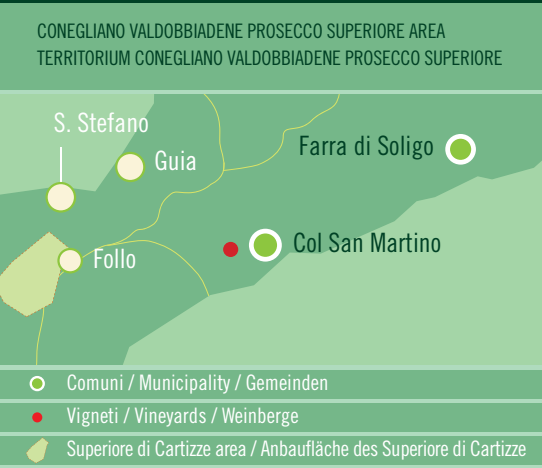 CONEGLIANO VALDOBBIADENE PROSECCO SUPERIORE AREA
TERRITORIUM CONEGLIANO VALDOBBIADENE PROSECCO SUPERIORE
S. Stefano
Guia
Farra di Soligo
Col San Martino
Follo
Comuni / Municipality / Gemeinden
Vigneti / Vineyards / Weinberge
Superiore di Cartizze area / Anbaufläche des Superiore di Cartizze